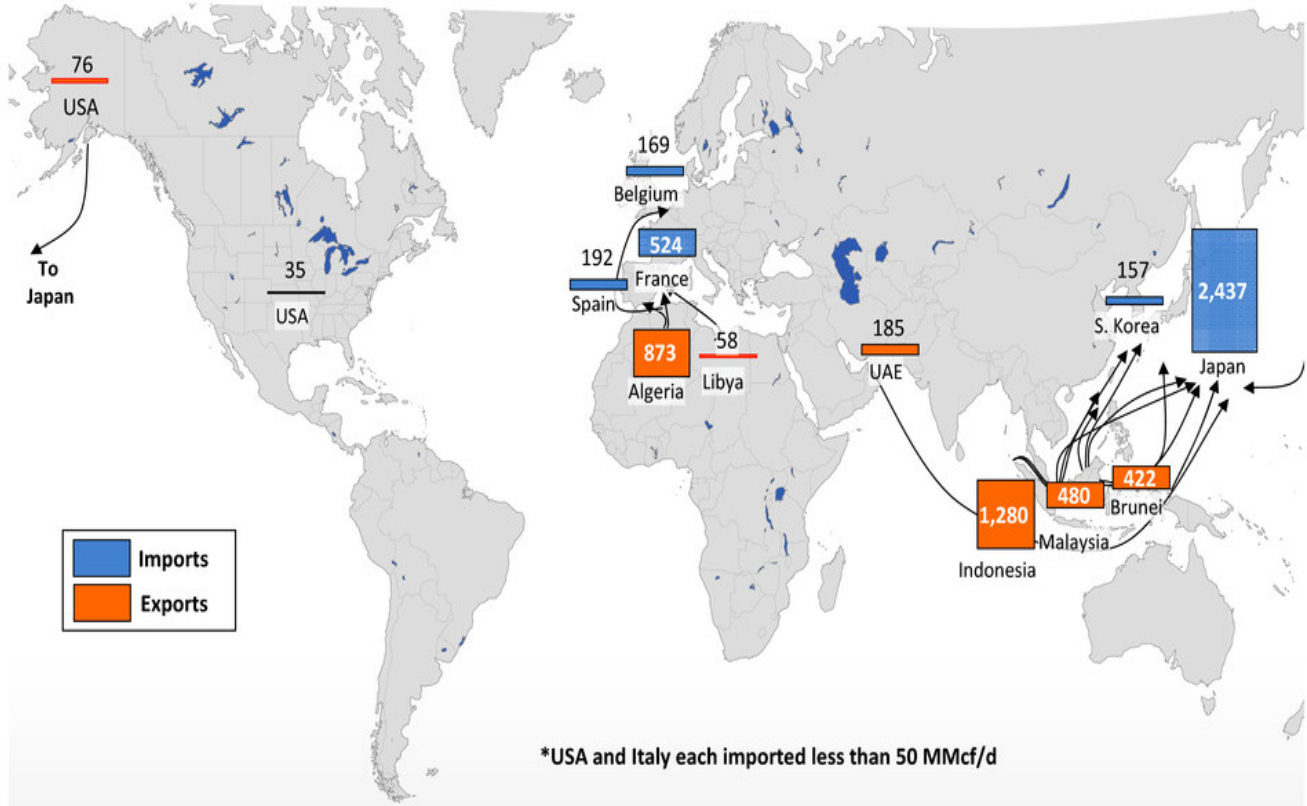 76
USA
To
Japan
35
USA
169
Belgium
524
192
France
Spain
873
Algeria
58
Libya
185
UAE
157
S. Korea
2,437
Japan
422
Brunei
480
Malaysia
1,280
Indonesia
Imports
Exports
*USA and Italy each imported less than 50 MMcf/d